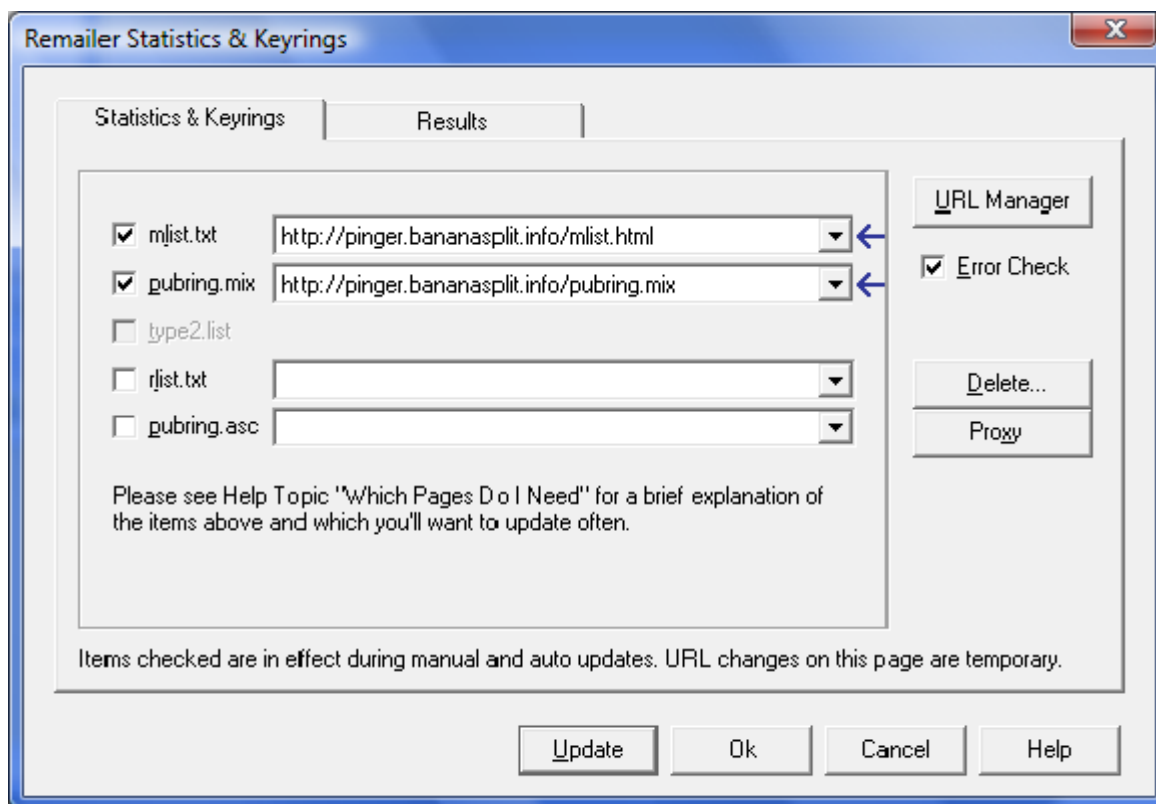 Remailer Statistics & Keyrings
Statistics & Keyrings
Results
URL Manager
mlist.txt
http://pinger.bananasplit.info/mlist.html
Error Check
pubring.mix
http://pinger.bananasplit.info/pubring.mix
type2.list
rlist.txt
Delete...
pubring.asc
Proxy
Please see Help Topic "Which Pages Do I Need" for a brief explanation of
the items above and which you'll want to update often.
Items checked are in effect during manual and auto updates. URL changes on this page are temporary.
Update
Ok
Cancel
Help